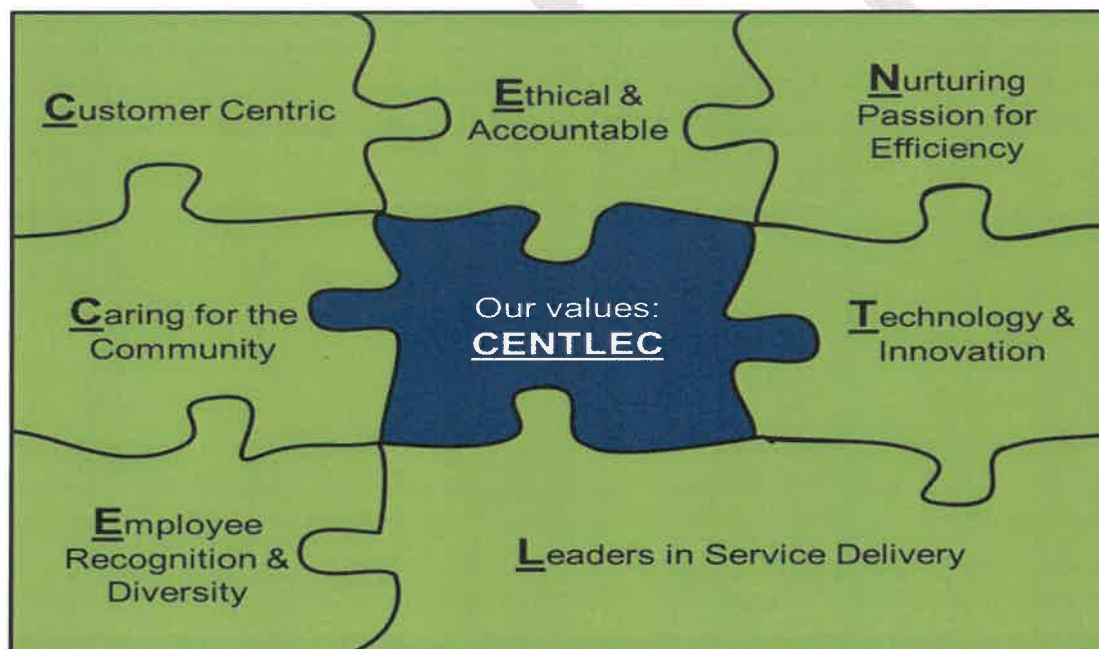 Customer Centric
Ethical &
Accountable
Nurturing
Passion for
Efficiency
Caring for the
Community
Our values:
CENTLEC
Technology &
Innovation
Employee
Recognition &
Diversity
Leaders in Service Delivery